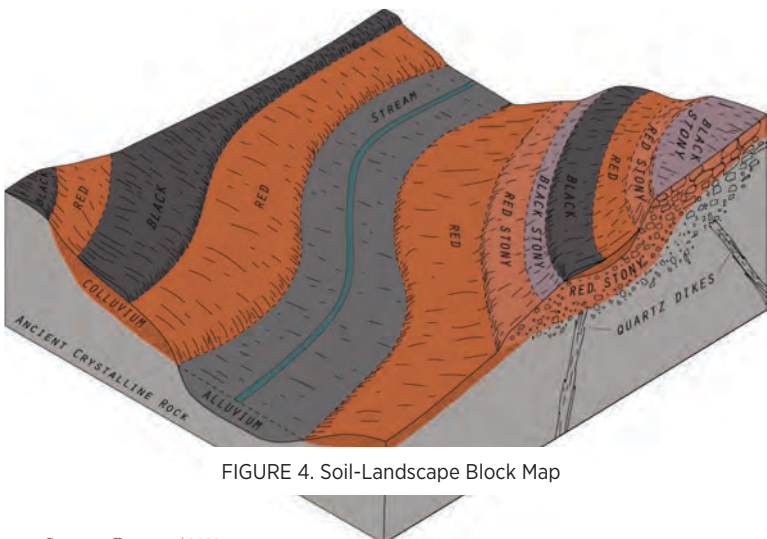 BLACK
RED
BLACK
RED
STREAM
COLLUVIUM
ANCIENT CRYSTALLINE ROCK
ALLUVIUM
RED
RED STONY
BLACK STONY
BLACK
RED
RED STONY
BLACK
STONY
RED STONY
QUARTZ DIKES
FIGURE 4. Soil-Landscape Block Map